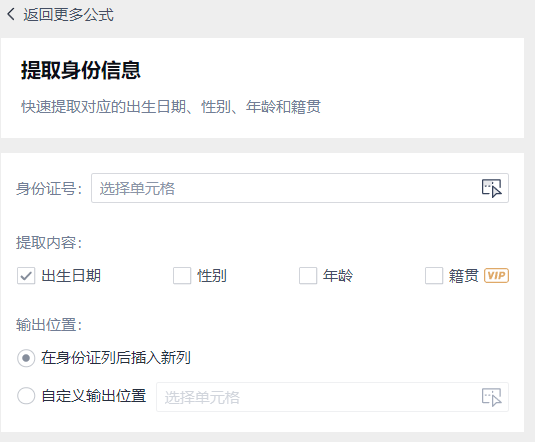 返回更多公式
提取身份信息
快速提取对应的出生日期、性别、年龄和籍贯
身份证号： 选择单元格
提取内容：
出生日期 性别 年龄 籍贯 VIP
输出位置：
在身份证列后插入新列
自定义输出位置 选择单元格